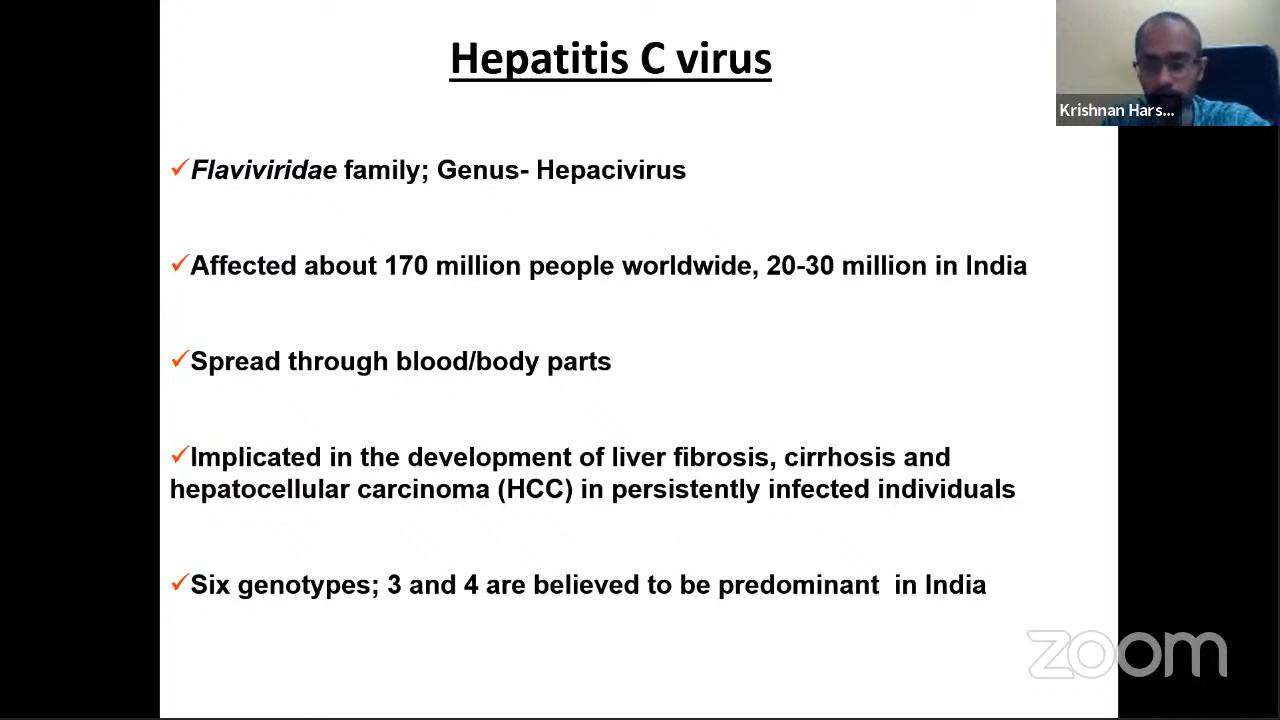 Hepatitis C virus
Krishnan Hars...
✓Flaviviridae family; Genus- Hepacivirus
✓Affected about 170 million people worldwide, 20-30 million in India
✓Spread through blood/body parts
✓Implicated in the development of liver fibrosis, cirrhosis and
hepatocellular carcinoma (HCC) in persistently infected individuals
✓Six genotypes; 3 and 4 are believed to be predominant in India
zoom